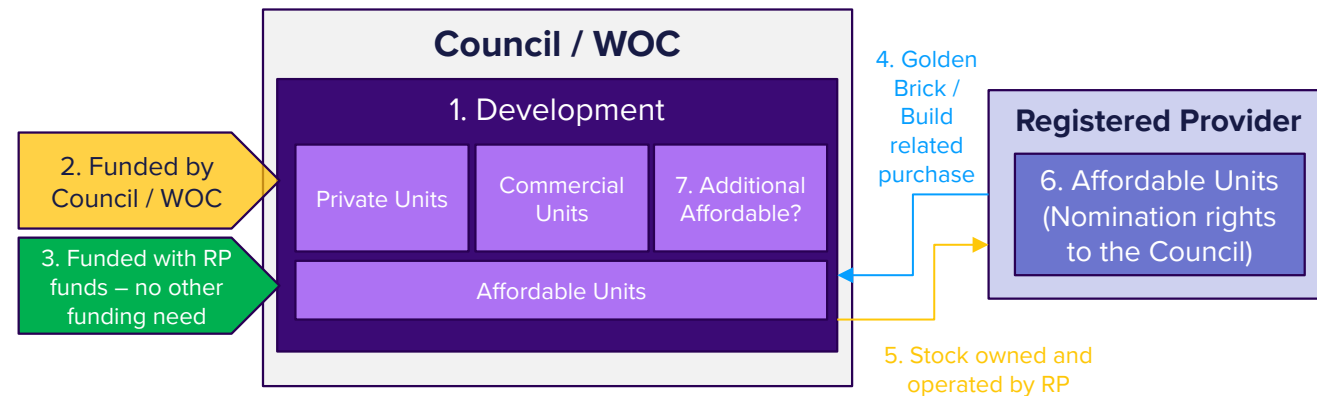 Council / WOC
1. Development
2. Funded by
Council / WOC
3. Funded with RP
funds – no other
funding need
Private Units
Commercial
Units
7. Additional
Affordable?
Affordable Units
4. Golden
Brick /
Build
related
purchase
5. Stock owned and
operated by RP
Registered Provider
6. Affordable Units
(Nomination rights
to the Council)